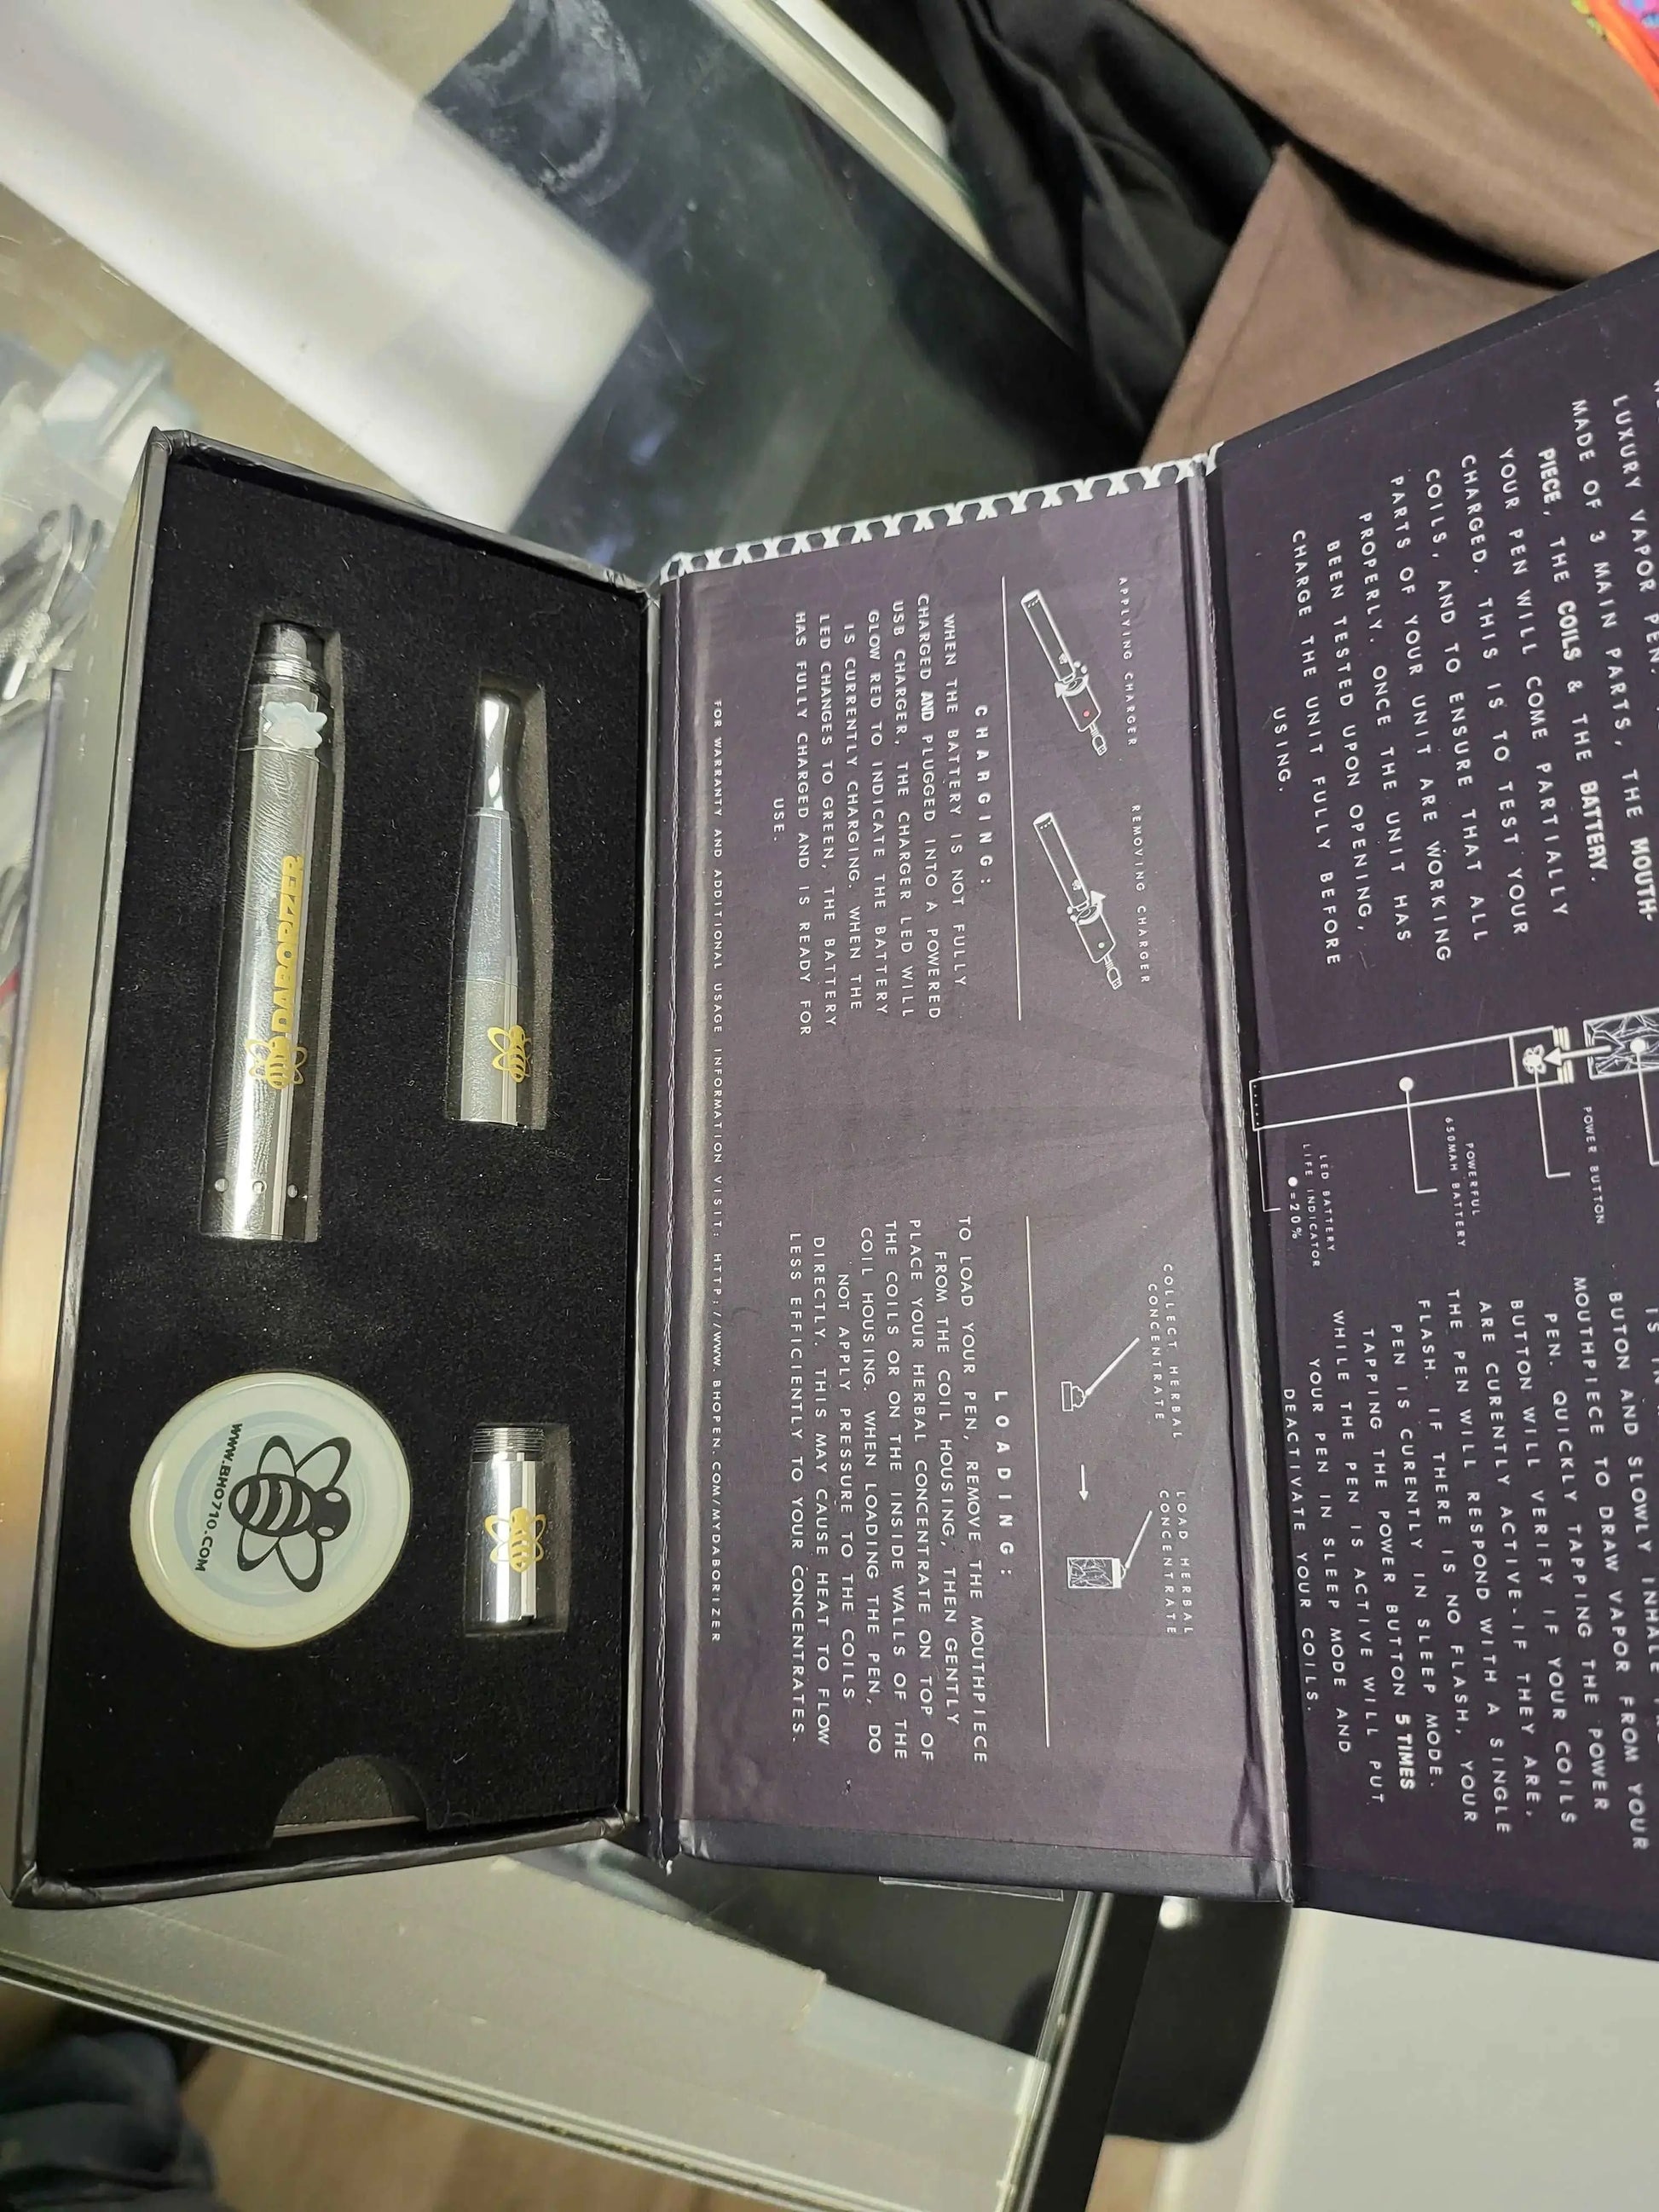 LUXURY VAPOR PEN.
MADE OF 3 MAIN PARTS, THE MOUTH-
PIECE, THE COILS & THE BATTERY.
YOUR PEN WILL COME PARTIALLY
CHARGED. THIS IS TO TEST YOUR
COILS, AND TO ENSURE THAT ALL
PARTS OF YOUR UNIT ARE WORKING
PROPERLY. ONCE THE UNIT HAS
BEEN TESTED UPON OPENING,
CHARGE THE UNIT FULLY BEFORE
USING.
POWER BUTTON
POWERFUL
650MAH BATTERY
LED BATTERY
LIFE INDICATOR
=20%
IS
BUTON AND SLOWLY INHALE
MOUTHPIECE TO DRAW VAPOR FROM YOUR
PEN. QUICKLY TAPPING THE POWER
BUTTON WILL VERIFY IF YOUR COILS
ARE CURENTLY ACTIVE-IF THEY ARE,
THE PEN WILL RESPOND WITH A SINGLE
FLASH. IF THERE IS NO FLASH, YOUR
PEN IS CURENTLY IN SLEEP MODE.
TAPPING THE POWER BUTTON 5 TIMES
WHILE THE PEN IS ACTIVE WILL PUT
YOUR PEN IN SLEEP MODE AND
DEACTIVATE YOUR COILS.
APPLYING CHARGER
REMOVING CHARGER
CHARGING:
WHEN THE BATTERY IS NOT FULLY
CHARGED AND PLUGGED INTO A POWERED
USB CHARGER, THE CHARGER LED WILL
GLOW RED TO INDICATE THE BATTERY
IS CURRENTLY CHARGING. WHEN THE
LED CHANGES TO GREEN, THE BATTERY
HAS FULLY CHARGED AND IS READY FOR
USE.
COLLECT HERBAL
CONCENTRATE
LOAD HERBAL
CONCENTRATE
LOADING:
TO LOAD YOUR PEN, REMOVE THE MOUTHPIECE
FROM THE COIL HOUSING, THEN GENTLY
PLACE YOUR HERBAL CONCENTRATE ON TOP OF
THE COILS OR ON THE INSIDE WALLS OF THE
COIL HOUSING. WHEN LOADING THE PEN, DO
NOT APPLY PRESSURE TO THE COILS
DIRECTLY. THIS MAY CAUSE HEAT TO FLOW
LESS EFFICIENTLY TO YOUR CONCENTRATES.
FOR WARRANTY AND ADDITIONAL USAGE INFORMATION VISIT: HTTP://WWW.BHOPEN.COM/MYDABORIZER
DABORIZER
WWW.BHO710.COM